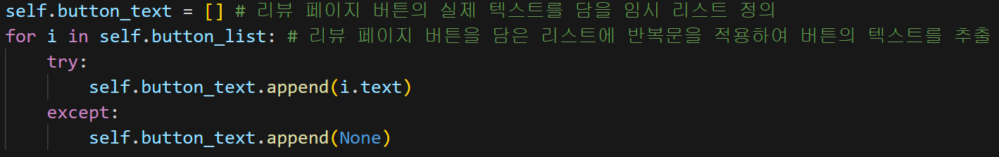 self.button_text = [] # 리뷰 페이지 버튼의 실제 텍스트를 담을 임시 리스트 정의
for i in self.button_list: # 리뷰 페이지 버튼을 담은 리스트에 반복문을 적용하여 버튼의 텍스트를 추출
    try:
        self.button_text.append(i.text)
    except:
        self.button_text.append(None)